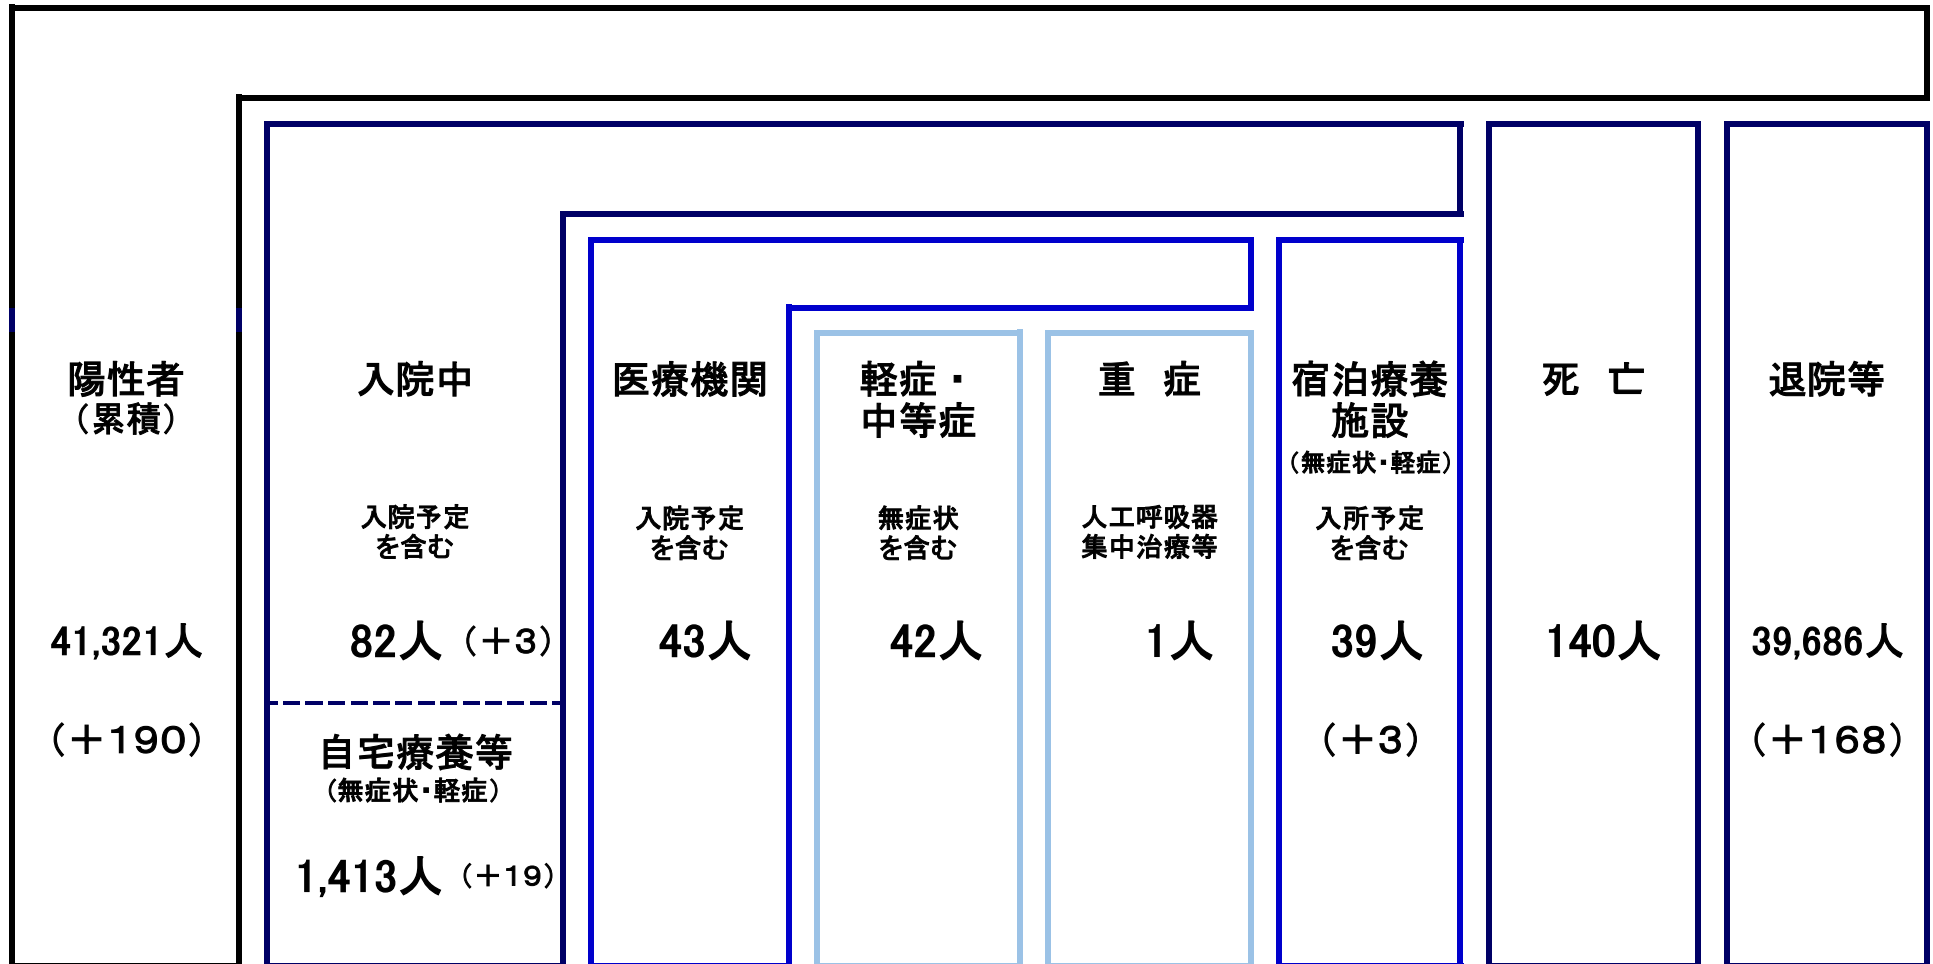 陽性者
（累積）
41,321人
（＋190）
入院中
入院予定
を含む
82人（＋3）
自宅療養等
（無症状・軽症）
1,413人（＋19）
医療機関
入院予定
を含む
43人
軽症・
中等症
無症状
を含む
42人
重　症
人工呼吸器
集中治療等
1人
宿泊療養
施設
（無症状・軽症）
入所予定
を含む
39人
（＋3）
死　亡
140人
退院等
39,686人
（＋168）